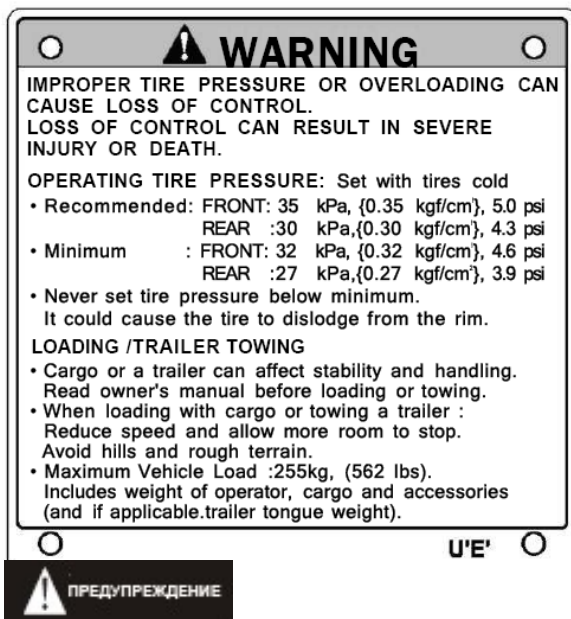 WARNING
IMPROPER TIRE PRESSURE OR OVERLOADING CAN
CAUSE LOSS OF CONTROL.
LOSS OF CONTROL CAN RESULT IN SEVERE
INJURY OR DEATH.
OPERATING TIRE PRESSURE: Set with tires cold
• Recommended: FRONT: 35 kPa, {0.35 kgf/cm²}, 5.0 psi
REAR :30 kPa, {0.30 kgf/cm²}, 4.3 psi
• Minimum : FRONT: 32 kPa, {0.32 kgf/cm²}, 4.6 psi
REAR :27 kPa,{0.27 kgf/cm²}, 3.9 psi
• Never set tire pressure below minimum.
It could cause the tire to dislodge from the rim.
LOADING /TRAILER TOWING
• Cargo or a trailer can affect stability and handling.
Read owner's manual before loading or towing.
• When loading with cargo or towing a trailer :
Reduce speed and allow more room to stop.
Avoid hills and rough terrain.
• Maximum Vehicle Load :255kg, (562 lbs).
Includes weight of operator, cargo and accessories
(and if applicable.trailer tongue weight).
U'E'
ПРЕДУПРЕЖДЕНИЕ